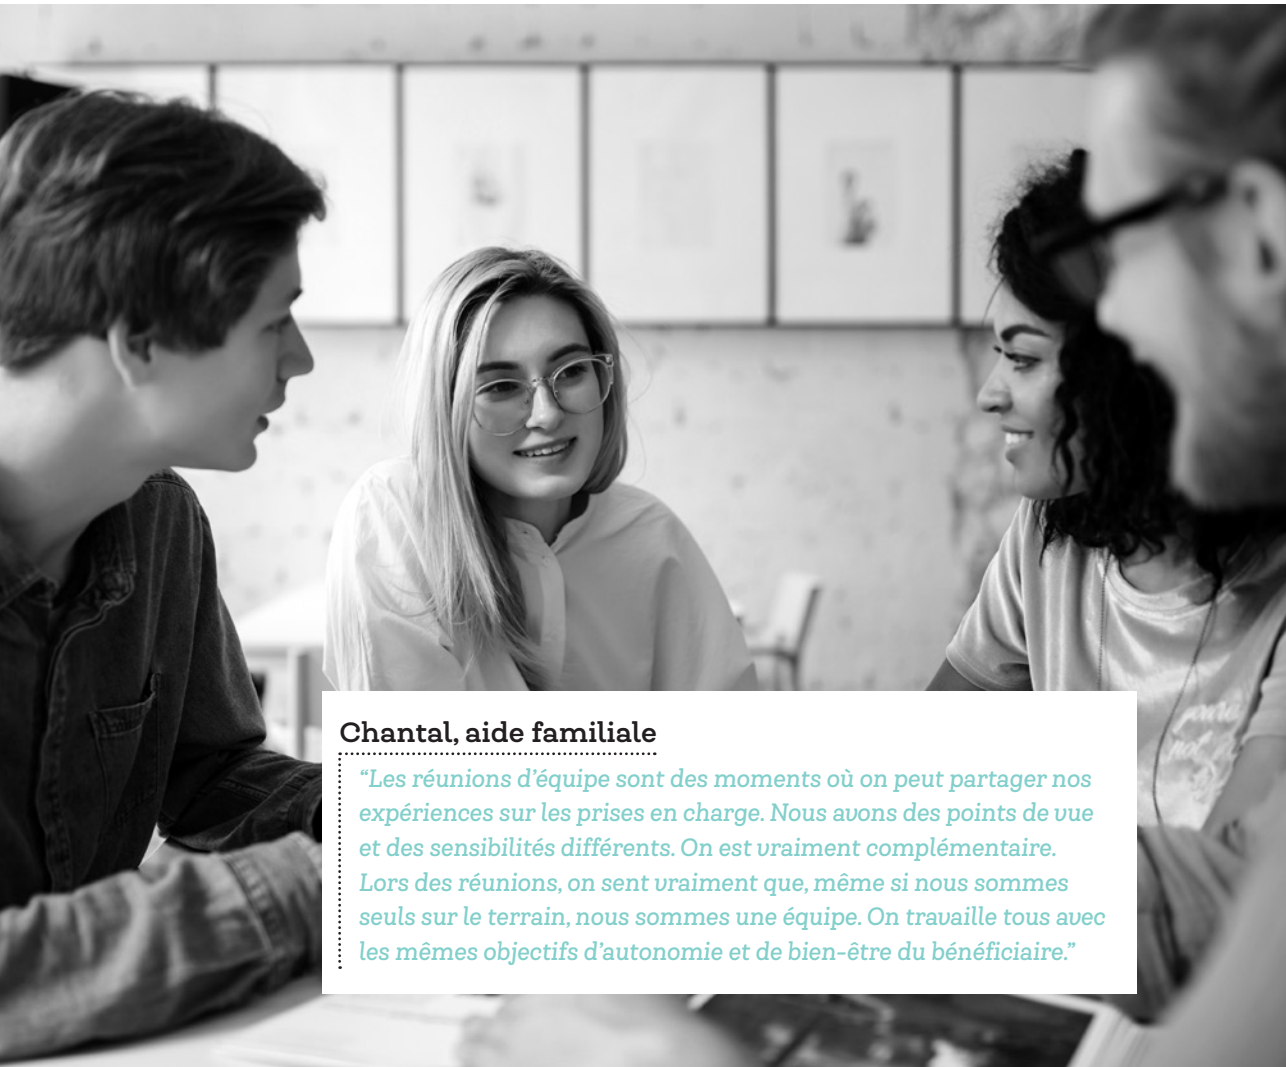 Chantal, aide familiale
“Les réunions d’équipe sont des moments où on peut partager nos
expériences sur les prises en charge. Nous avons des points de vue
et des sensibilités différents. On est vraiment complémentaire.
Lors des réunions, on sent vraiment que, même si nous sommes
seuls sur le terrain, nous sommes une équipe. On travaille tous avec
les mêmes objectifs d’autonomie et de bien-être du bénéficiaire.”